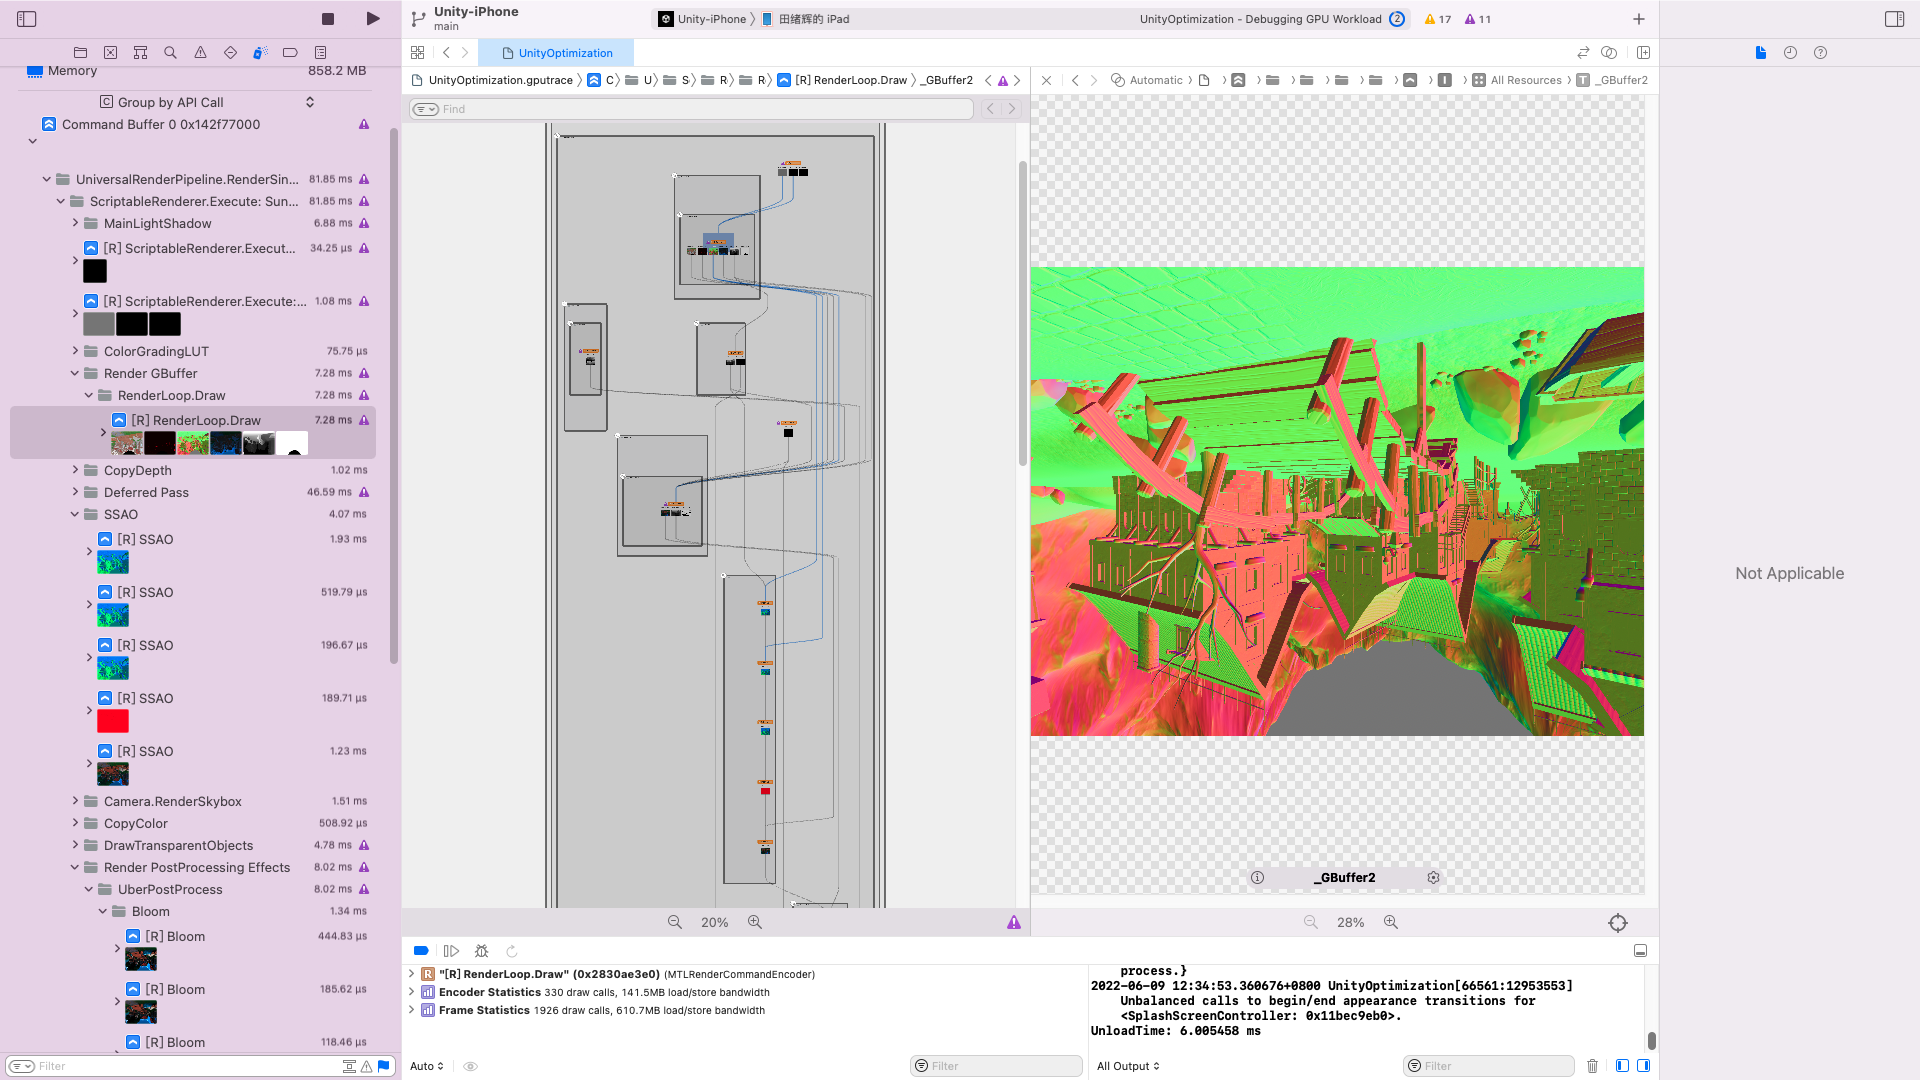 Unity-iPhone
main
Unity-iPhone
田绪辉的 iPad
UnityOptimization - Debugging GPU Workload
2
17
11
UnityOptimization
Memory 858.2 MB
Group by API Call
Command Buffer 0 0x142f77000
UniversalRenderPipeline.RenderSin... 81.85 ms
ScriptableRenderer.Execute: Sun... 81.85 ms
MainLightShadow 6.88 ms
[R] ScriptableRenderer.Execut... 34.25 µs
[R] ScriptableRenderer.Execute:... 1.08 ms
ColorGradingLUT 75.75 µs
Render GBuffer 7.28 ms
RenderLoop.Draw 7.28 ms
[R] RenderLoop.Draw 7.28 ms
CopyDepth 1.02 ms
Deferred Pass 46.59 ms
SSAO 4.07 ms
[R] SSAO 1.93 ms
[R] SSAO 519.79 µs
[R] SSAO 196.67 µs
[R] SSAO 189.71 µs
[R] SSAO 1.23 ms
Camera.RenderSkybox 1.51 ms
CopyColor 508.92 µs
DrawTransparentObjects 4.78 ms
Render PostProcessing Effects 8.02 ms
UberPostProcess 8.02 ms
Bloom 1.34 ms
[R] Bloom 444.83 µs
[R] Bloom 185.62 µs
[R] Bloom 118.46 µs
Filter
UnityOptimization.gputrace
C
U
S
R
R
[R] RenderLoop.Draw
_GBuffer2
Find
20%
Automatic
All Resources
T _GBuffer2
_GBuffer2
28%
Not Applicable
R "[R] RenderLoop.Draw" (0x2830ae3e0) (MTLRenderCommandEncoder)
Encoder Statistics 330 draw calls, 141.5MB load/store bandwidth
Frame Statistics 1926 draw calls, 610.7MB load/store bandwidth
Auto
Filter
process.}
2022-06-09 12:34:53.360676+0800 UnityOptimization[66561:12953553]
Unbalanced calls to begin/end appearance transitions for
<SplashScreenController: 0x11bec9eb0>.
UnloadTime: 6.005458 ms
All Output
Filter